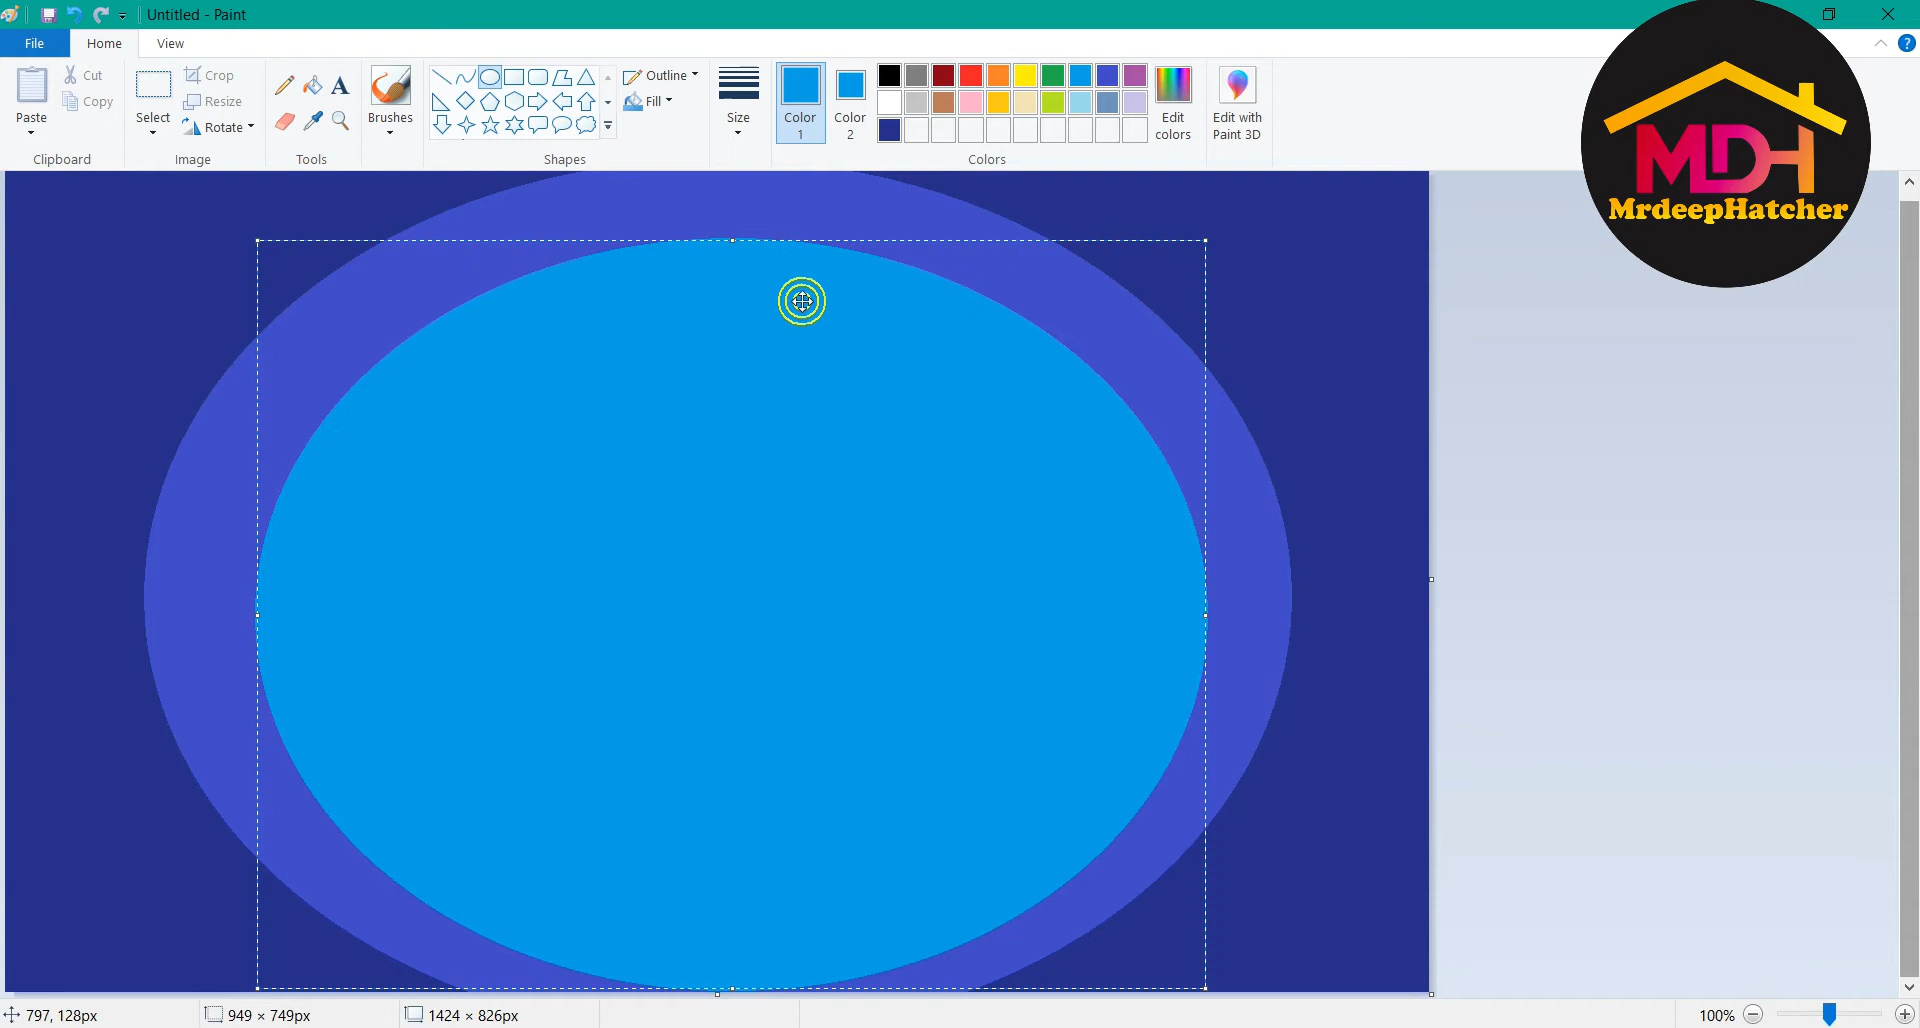 Untitled - Paint
File
Home
View
Paste
Cut
Copy
Clipboard
Select
Crop
Resize
Rotate
Image
A
Tools
Brushes
Outline
Fill
Shapes
Size
Color
1
Color
2
Colors
Edit
colors
Edit with
Paint 3D
?
MDH
MrdeepHatcher
797, 128px
949 × 749px
1424 × 826px
100%